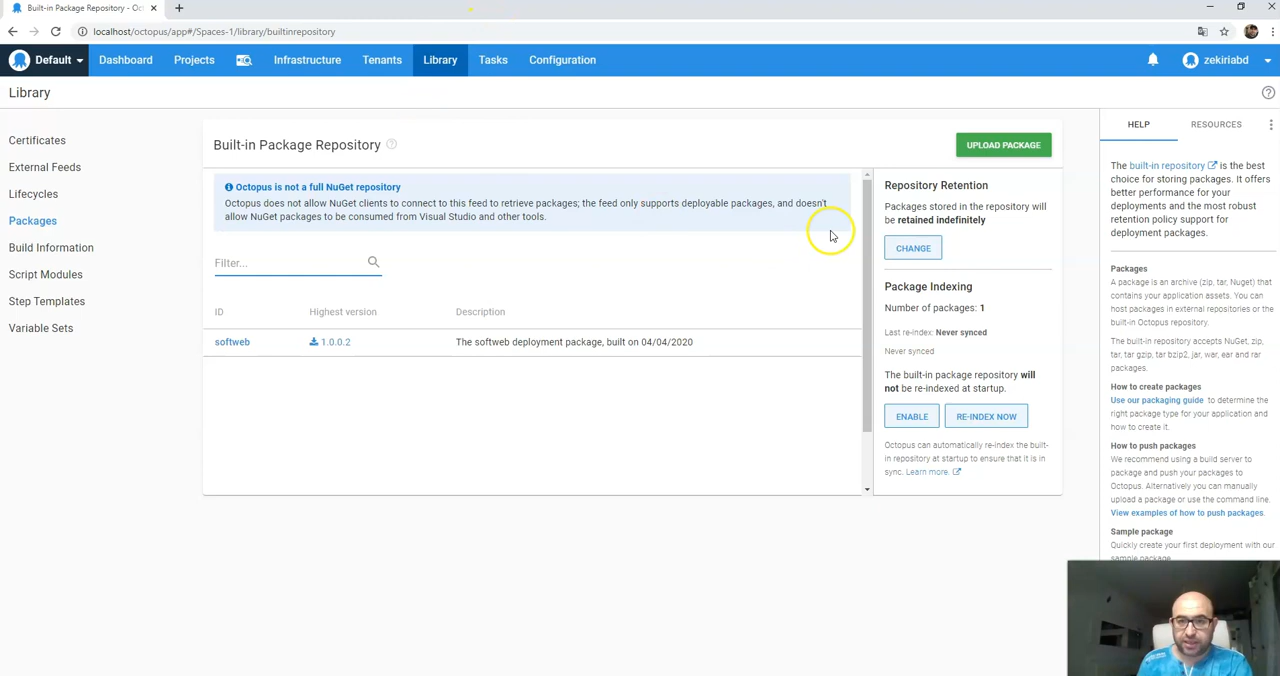 Built-in Package Repository - Oct
localhost/octopus/app#/Spaces-1/library/builtinrepository
Default
Dashboard
Projects
Infrastructure
Tenants
Library
Tasks
Configuration
zekiriabd
Library
Certificates
External Feeds
Lifecycles
Packages
Build Information
Script Modules
Step Templates
Variable Sets
Built-in Package Repository
UPLOAD PACKAGE
Octopus is not a full NuGet repository
Octopus does not allow NuGet clients to connect to this feed to retrieve packages; the feed only supports deployable packages, and doesn't
allow NuGet packages to be consumed from Visual Studio and other tools.
Filter...
ID Highest version Description
softweb 1.0.0.2 The softweb deployment package, built on 04/04/2020
Repository Retention
Packages stored in the repository will
be retained indefinitely
CHANGE
Package Indexing
Number of packages: 1
Last re-index: Never synced
Never synced
The built-in package repository will
not be re-indexed at startup.
ENABLE
RE-INDEX NOW
Octopus can automatically re-index the built-
in repository at startup to ensure that it is in
sync. Learn more.
HELP
RESOURCES
The built-in repository is the best
choice for storing packages. It offers
better performance for your
deployments and the most robust
retention policy support for
deployment packages.
Packages
A package is an archive (zip, tar, Nuget) that
contains your application assets. You can
host packages in external repositories or the
built-in Octopus repository.
The built-in repository accepts NuGet, zip,
tar, tar gzip, tar bzip2, jar, war, ear and rar
packages.
How to create packages
Use our packaging guide to determine the
right package type for your application and
how to create it.
How to push packages
We recommend using a build server to
package and push your packages to
Octopus. Alternatively you can manually
upload a package or use the command line.
View examples of how to push packages.
Sample package
Quickly create your first deployment with our
sample package